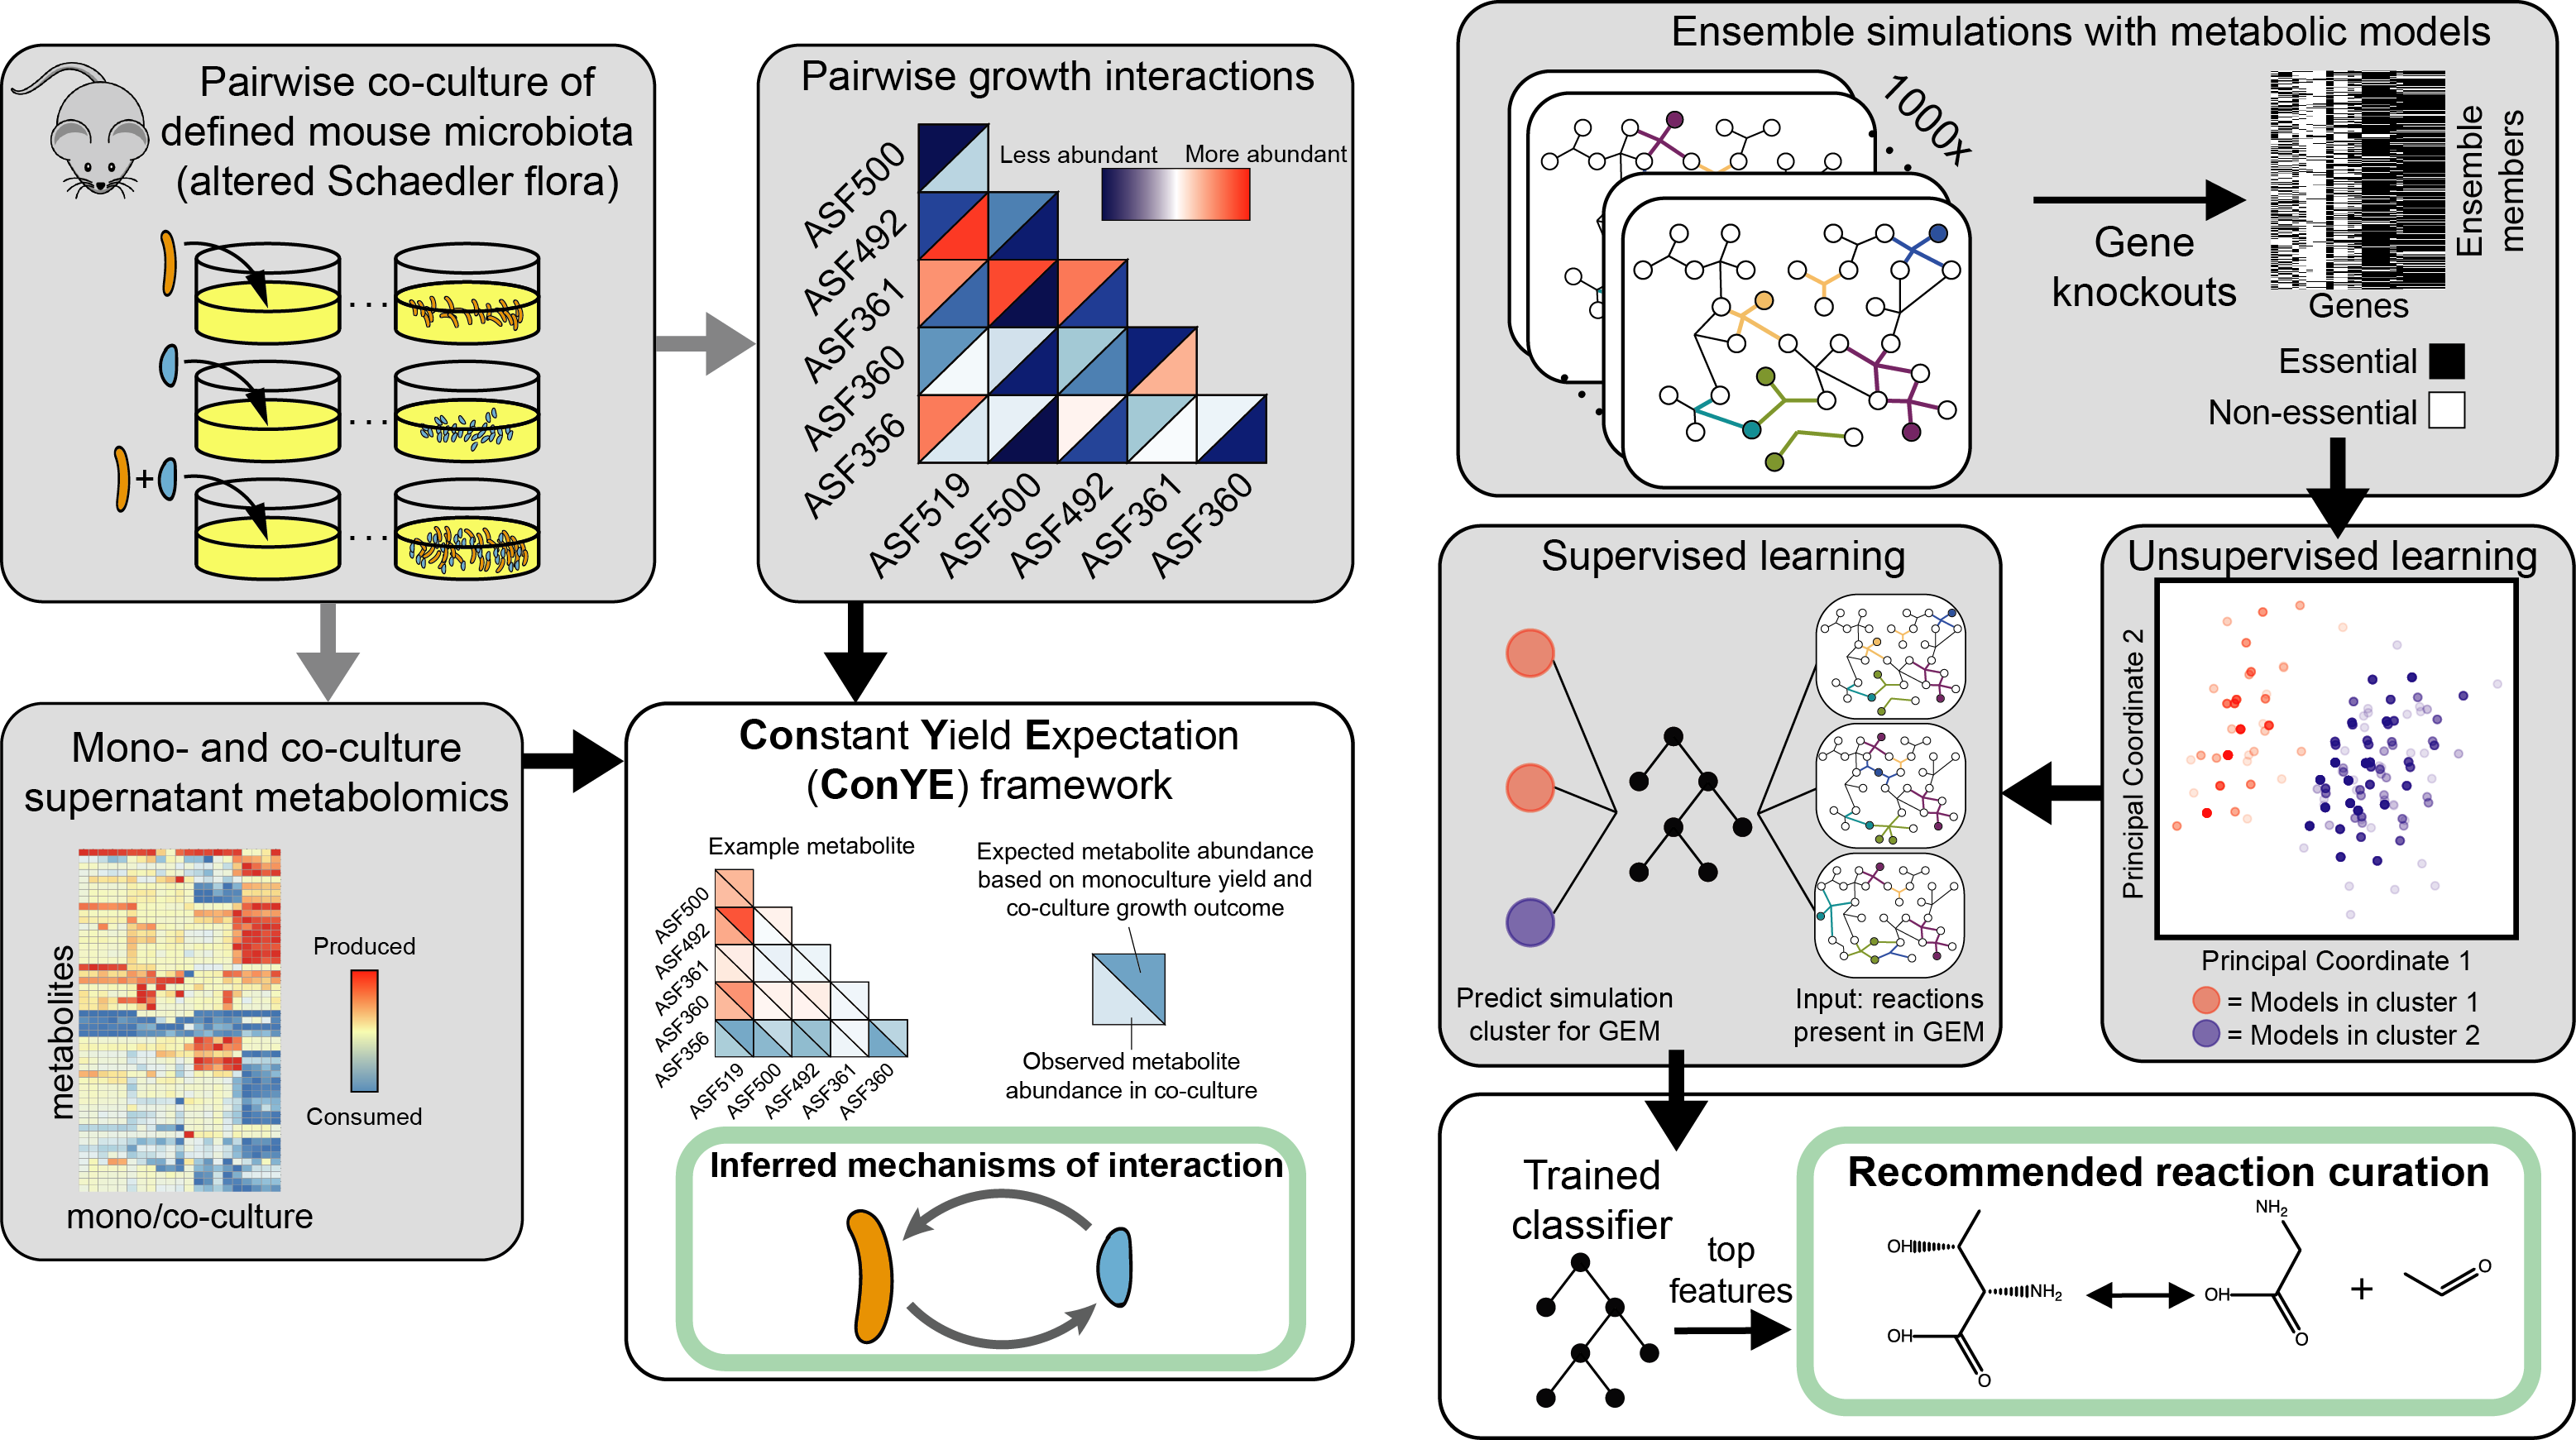 Pairwise co-culture of
defined mouse microbiota
(altered Schaedler flora)
+
...
...
...
Pairwise growth interactions
Less abundant
More abundant
ASF500
ASF492
ASF361
ASF360
ASF356
ASF519
ASF500
ASF492
ASF361
ASF360
Mono- and co-culture
supernatant metabolomics
metabolites
mono/co-culture
Produced
Consumed
Constant Yield Expectation
(ConYE) framework
Example metabolite
ASF500
ASF492
ASF361
ASF360
ASF356
ASF519
ASF500
ASF492
ASF361
ASF360
Expected metabolite abundance
based on monoculture yield and
co-culture growth outcome
Observed metabolite
abundance in co-culture
Inferred mechanisms of interaction
Ensemble simulations with metabolic models
1000x
Gene
knockouts
Ensemble
members
Genes
Essential
Non-essential
Unsupervised learning
Principal Coordinate 2
Principal Coordinate 1
= Models in cluster 1
= Models in cluster 2
Supervised learning
Predict simulation
cluster for GEM
Input: reactions
present in GEM
Trained
classifier
top
features
Recommended reaction curation
OH
NH2
OH
O
NH2
OH
O
+
O